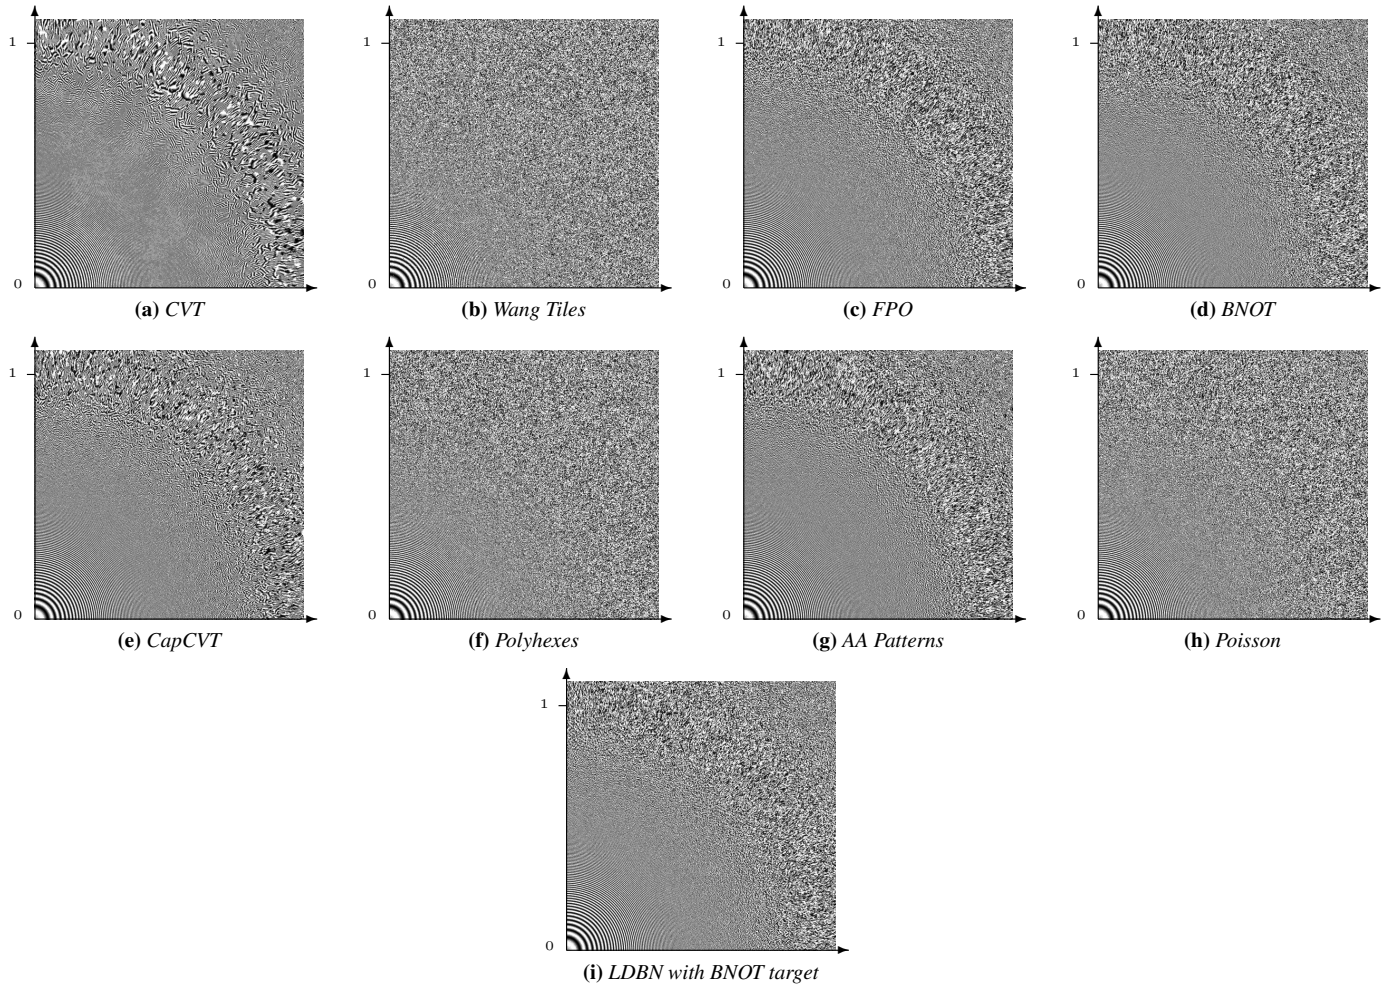 1
1
1
1
0
0
0
0
(a) CVT
(b) Wang Tiles
(c) FPO
(d) BNOT
1
1
1
1
0
0
0
0
(e) CapCVT
(f) Polyhexes
(g) AA Patterns
(h) Poisson
1
0
(i) LDBN with BNOT target